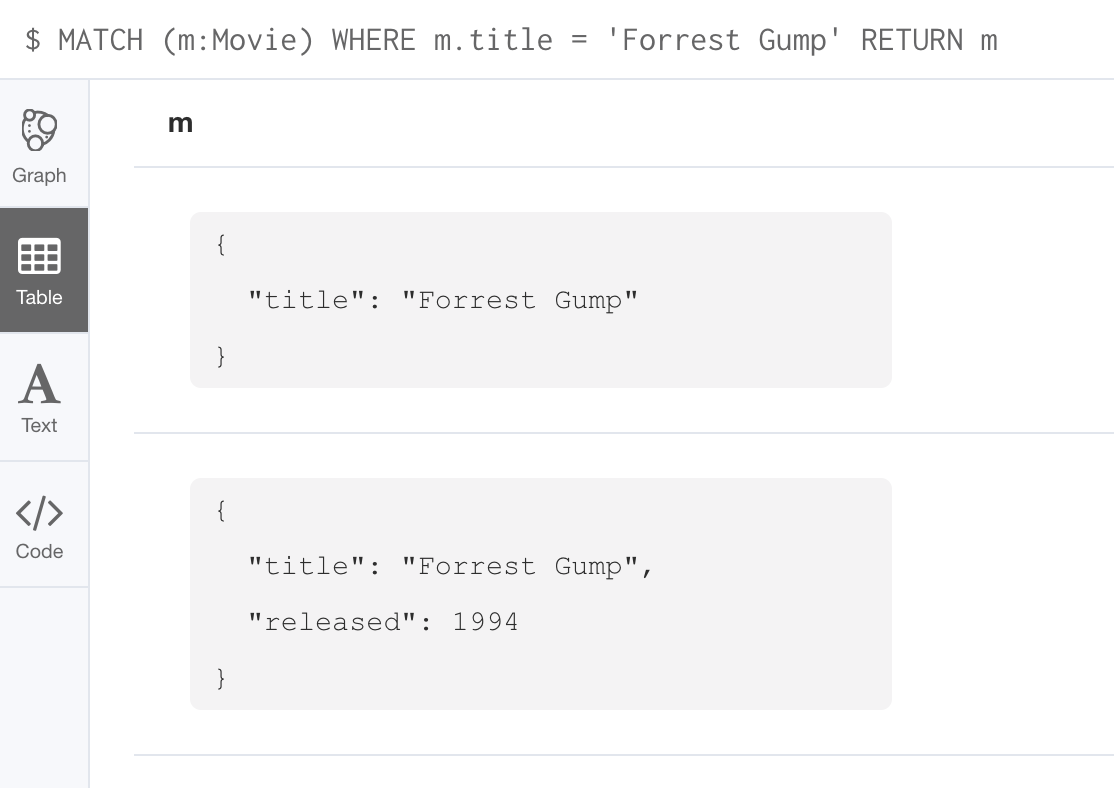 $ MATCH (m:Movie) WHERE m.title = 'Forrest Gump' RETURN m
m
Graph
{
"title": "Forrest Gump"
}
Table
Text
{
"title": "Forrest Gump",
"released": 1994
}
Code